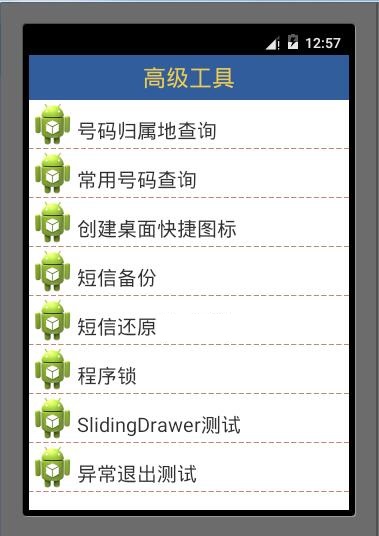 12:57
高级工具
号码归属地查询
常用号码查询
创建桌面快捷图标
短信备份
短信还原
程序锁
SlidingDrawer测试
异常退出测试